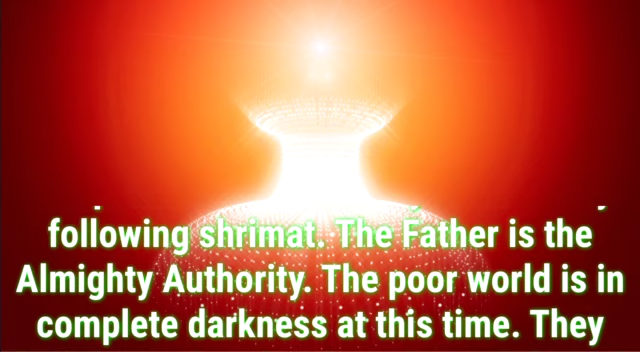 following shrimat. The Father is the
Almighty Authority. The poor world is in
complete darkness at this time. They